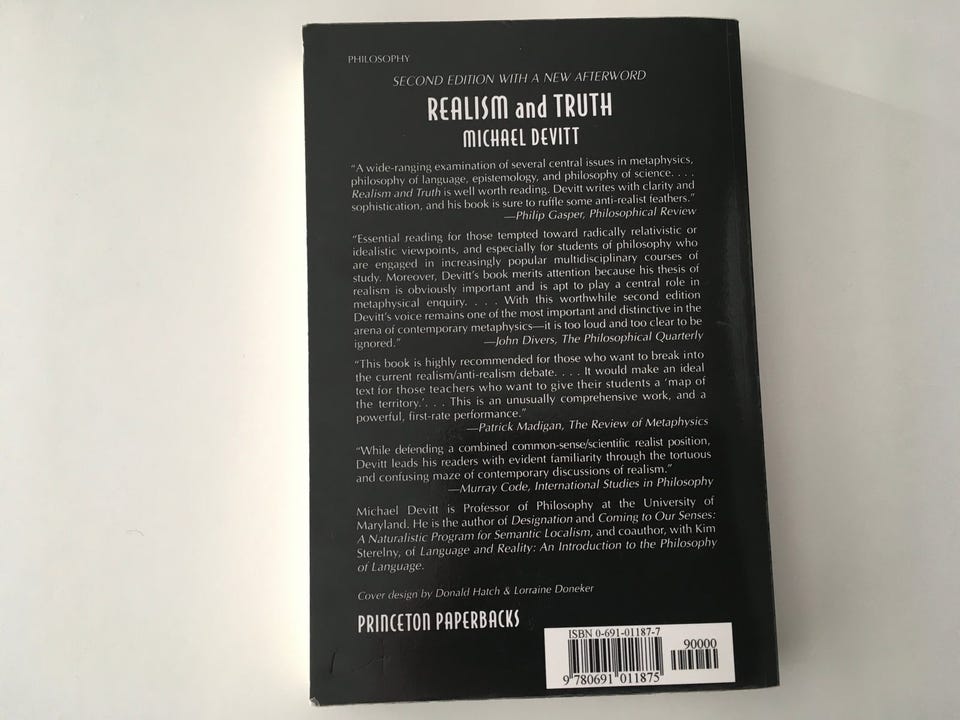 PHILOSOPHY
SECOND EDITION WITH A NEW AFTERWORD
REALISM and TRUTH
MICHAEL DEVITT
“A wide-ranging examination of several central issues in metaphysics,
philosophy of language, epistemology, and philosophy of science. . . .
Realism and Truth is well worth reading. Devitt writes with clarity and
sophistication, and his book is sure to ruffle some anti-realist feathers.”
—Philip Gasper, Philosophical Review
“Essential reading for those tempted toward radically relativistic or
idealistic viewpoints, and especially for students of philosophy who
are engaged in increasingly popular multidisciplinary courses of
study. Moreover, Devitt’s book merits attention because his thesis of
realism is obviously important and is apt to play a central role in
metaphysical enquiry. . . . With this worthwhile second edition
Devitt’s voice remains one of the most important and distinctive in the
arena of contemporary metaphysics—it is too loud and too clear to be
ignored.” —John Divers, The Philosophical Quarterly
“This book is highly recommended for those who want to break into
the current realism/anti-realism debate. . . . It would make an ideal
text for those teachers who want to give their students a ‘map of
the territory.’. . . This is an unusually comprehensive work, and a
powerful, first-rate performance.”
—Patrick Madigan, The Review of Metaphysics
“While defending a combined common-sense/scientific realist position,
Devitt leads his readers with evident familiarity through the tortuous
and confusing maze of contemporary discussions of realism.”
—Murray Code, International Studies in Philosophy
Michael Devitt is Professor of Philosophy at the University of
Maryland. He is the author of Designation and Coming to Our Senses:
A Naturalistic Program for Semantic Localism, and coauthor, with Kim
Sterelny, of Language and Reality: An Introduction to the Philosophy
of Language.
Cover design by Donald Hatch & Lorraine Doneker
PRINCETON PAPERBACKS
ISBN 0-691-01187-7
90000
9 780691 011875